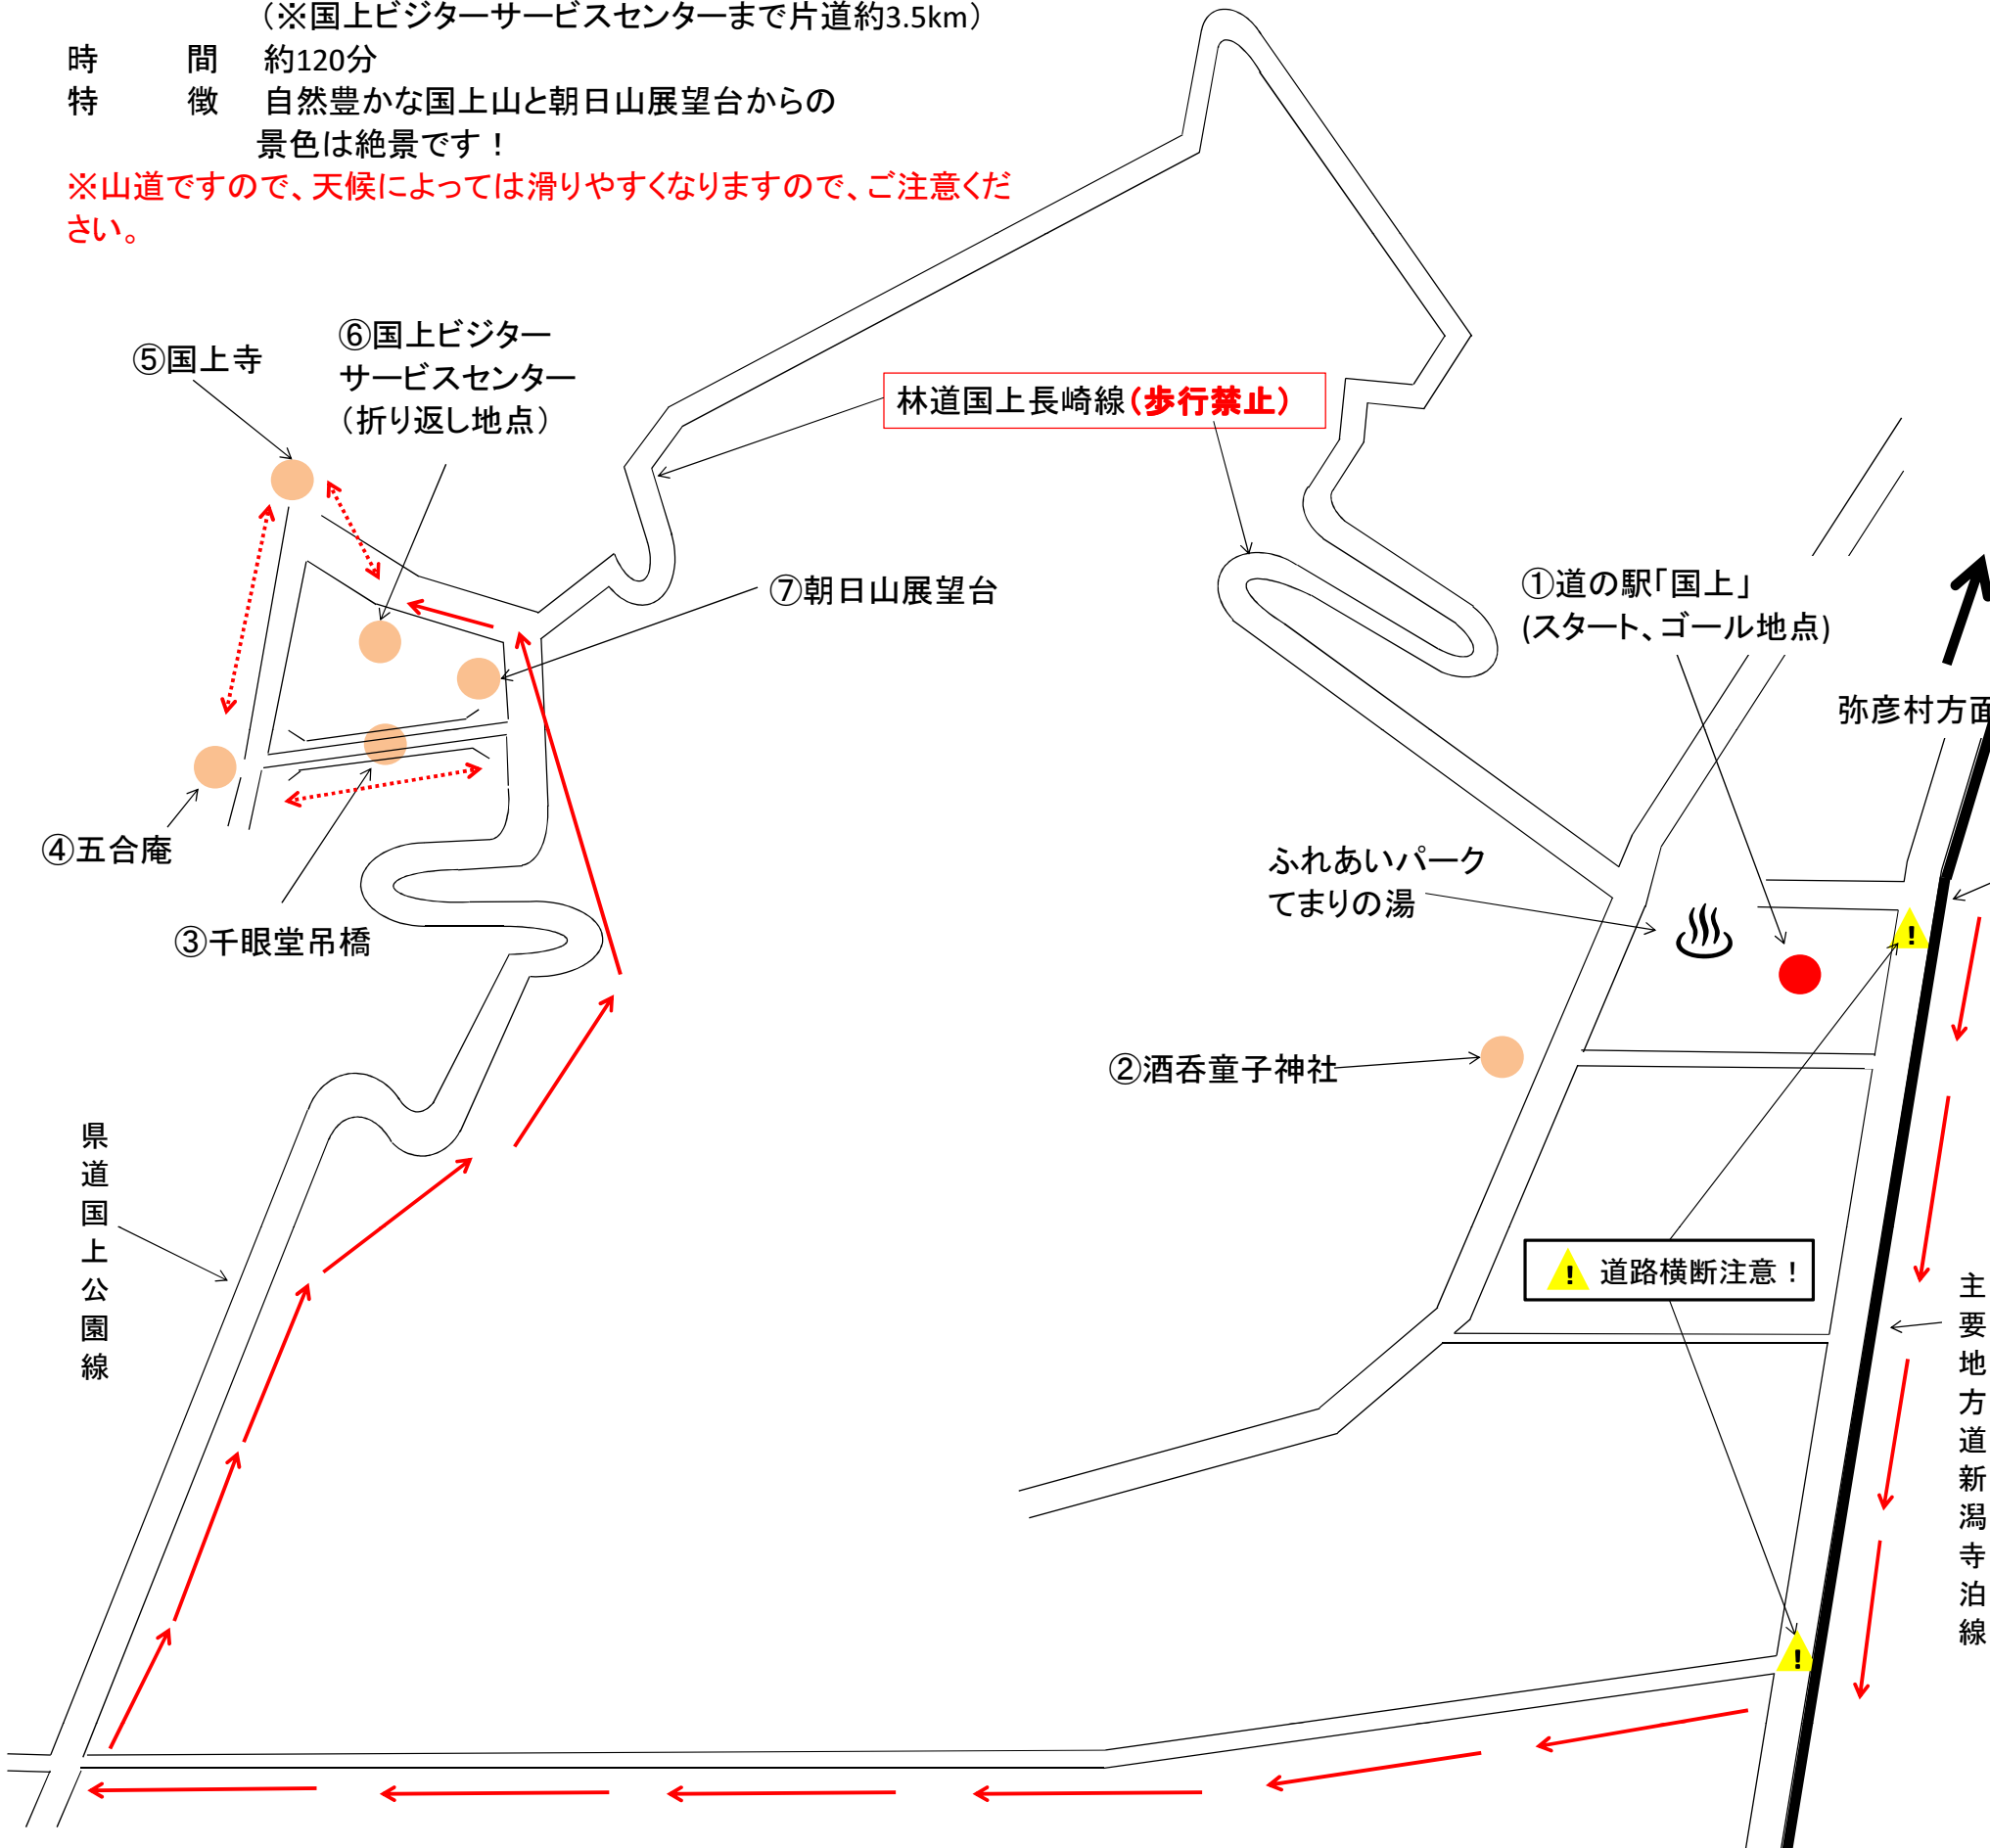 （※国上ビジターサービスセンターまで片道約3.5km）
時　間　約120分
特　徴　自然豊かな国上山と朝日山展望台からの
景色は絶景です！
※山道ですので、天候によっては滑りやすくなりますので、ご注意くだ
さい。
⑤国上寺
⑥国上ビジター
サービスセンター
（折り返し地点）
林道国上長崎線（歩行禁止）
⑦朝日山展望台
①道の駅「国上」
(スタート、ゴール地点)
弥彦村方面
④五合庵
③千眼堂吊橋
ふれあいパーク
てまりの湯
②酒呑童子神社
県道国上公園線
道路横断注意！
主要地方道新潟寺泊線